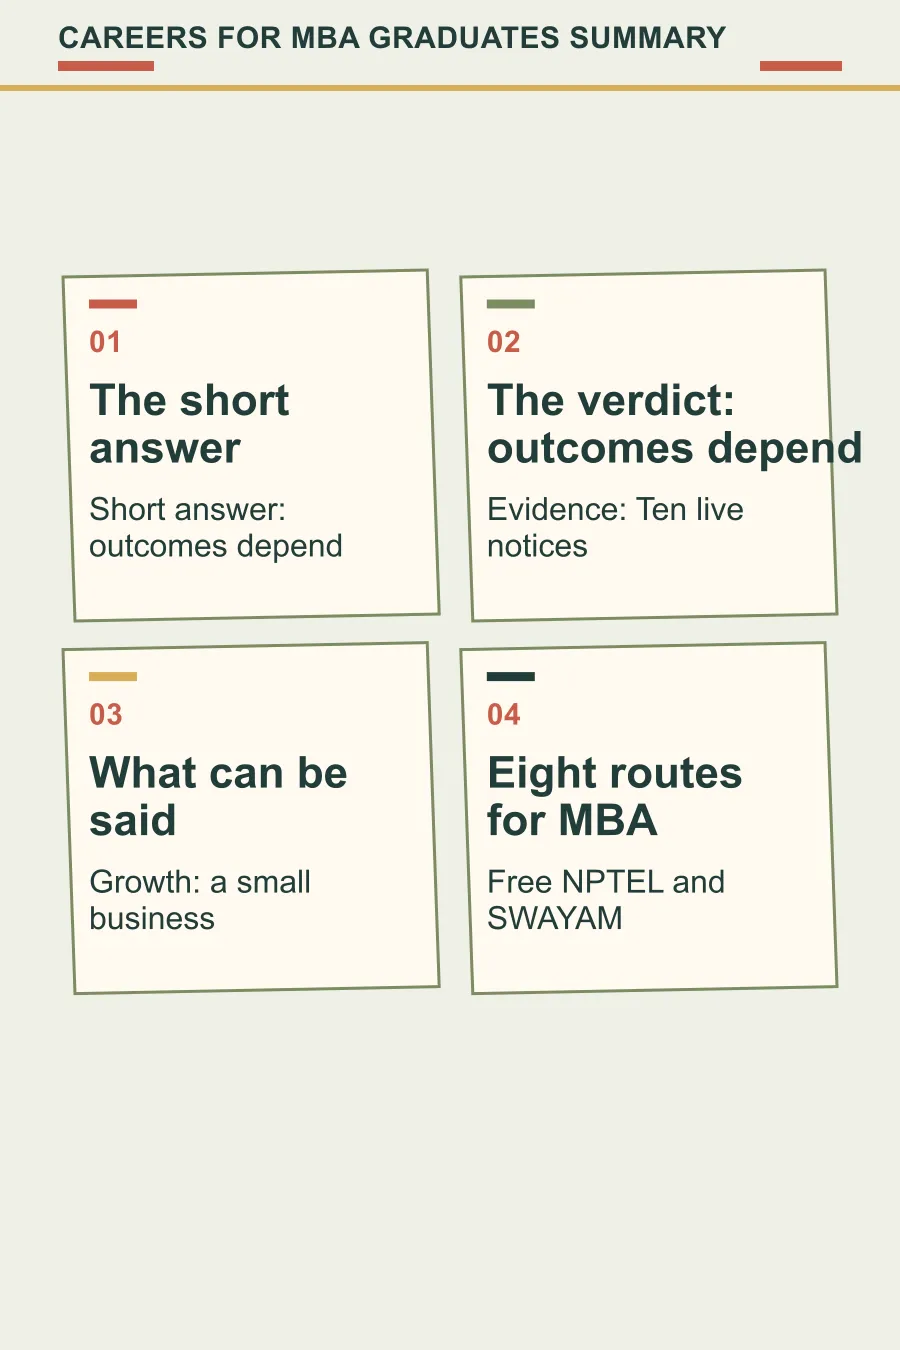 CAREERS FOR MBA GRADUATES SUMMARY
01
The short
answer
Short answer:
outcomes depend
02
The verdict:
outcomes depend
Evidence: Ten live
notices
03
What can be
said
Growth: a small
business
04
Eight routes
for MBA
Free NPTEL and
SWAYAM